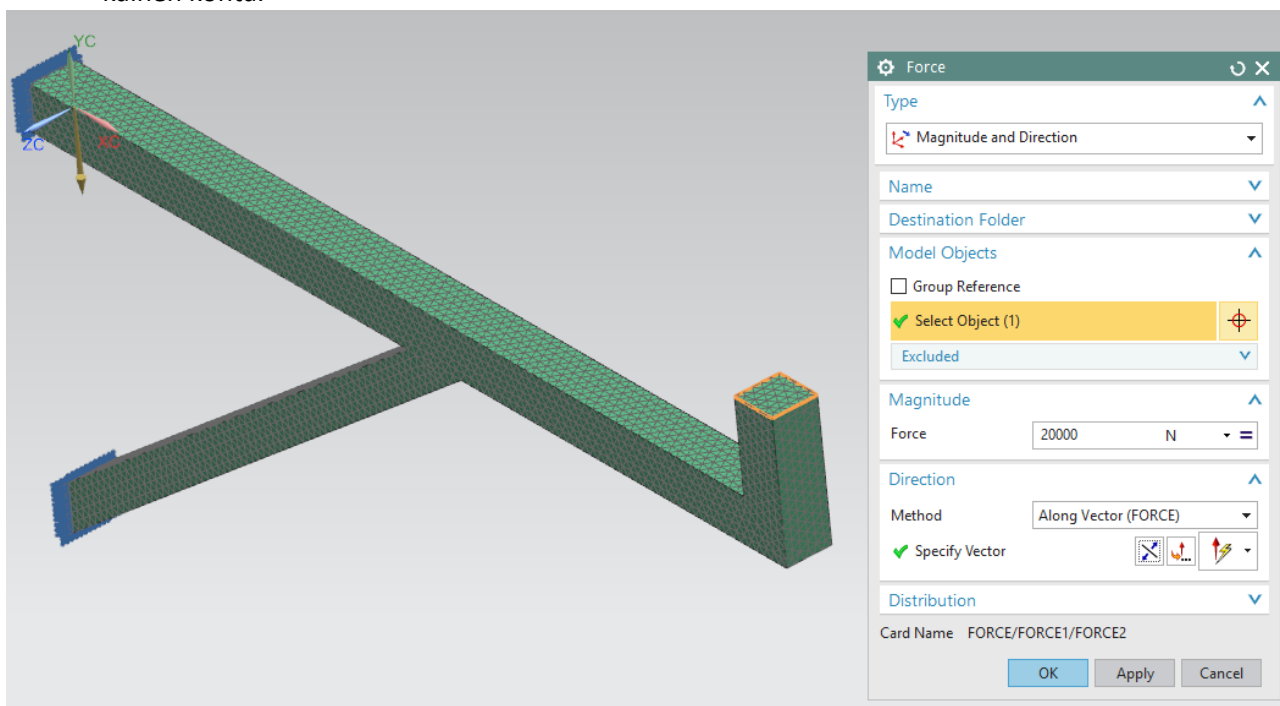 YC
ZC
XC
Force
Type
Magnitude and Direction
Name
Destination Folder
Model Objects
Group Reference
Select Object (1)
Excluded
Magnitude
Force 20000 N
Direction
Method Along Vector (FORCE)
Specify Vector
Distribution
Card Name FORCE/FORCE1/FORCE2
OK Apply Cancel